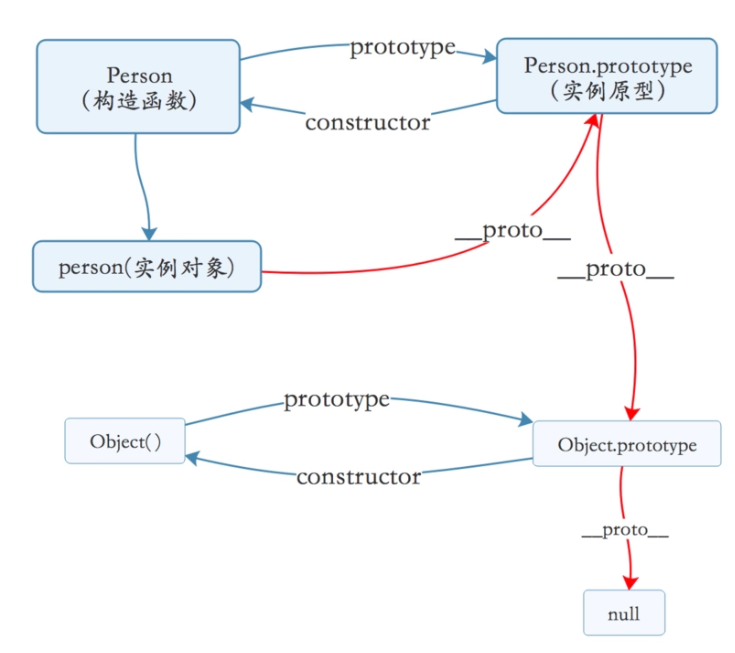 prototype
Person
(构造函数)
Person.prototype
(实例原型)
constructor
__proto__
person(实例对象)
__proto__
prototype
Object()
Object.prototype
constructor
__proto__
null